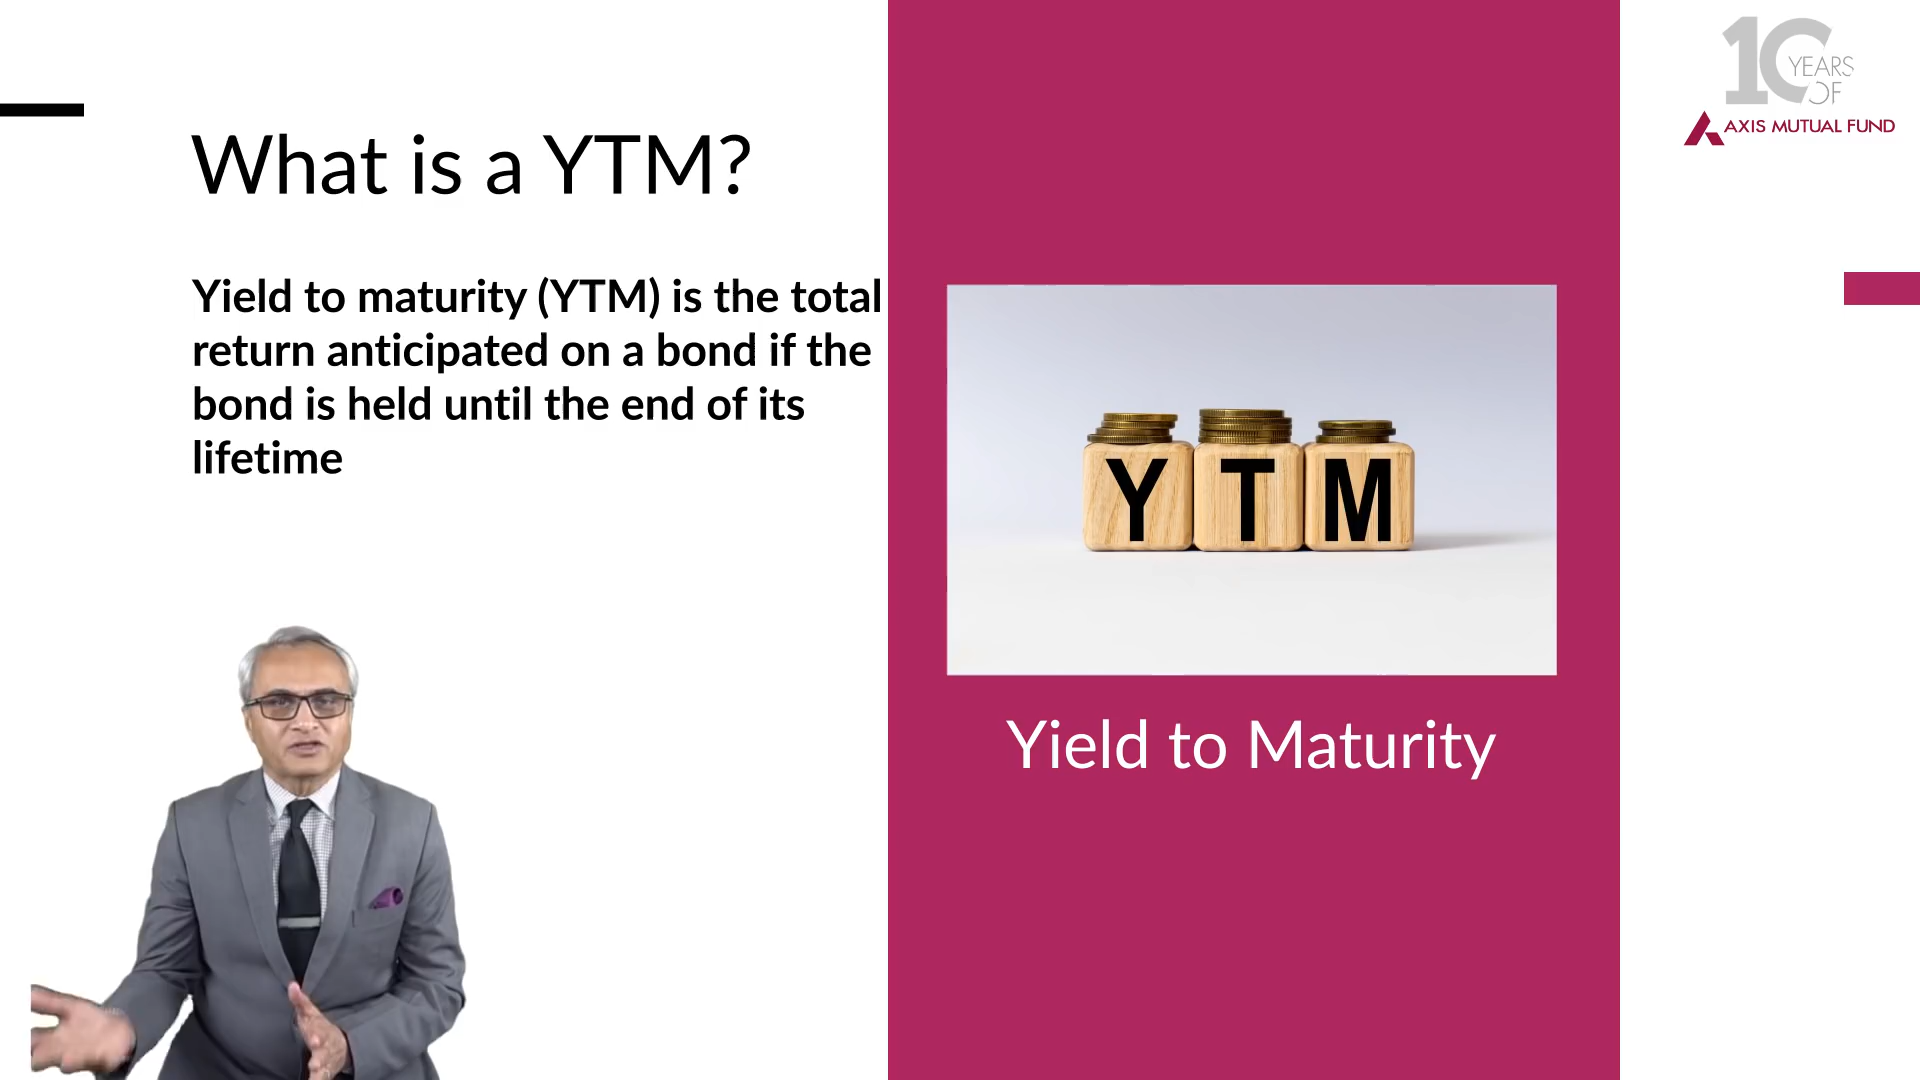 What is a YTM?
Yield to maturity (YTM) is the total
return anticipated on a bond if the
bond is held until the end of its
lifetime
Y T M
Yield to Maturity
10 YEARS
OF
AXIS MUTUAL FUND